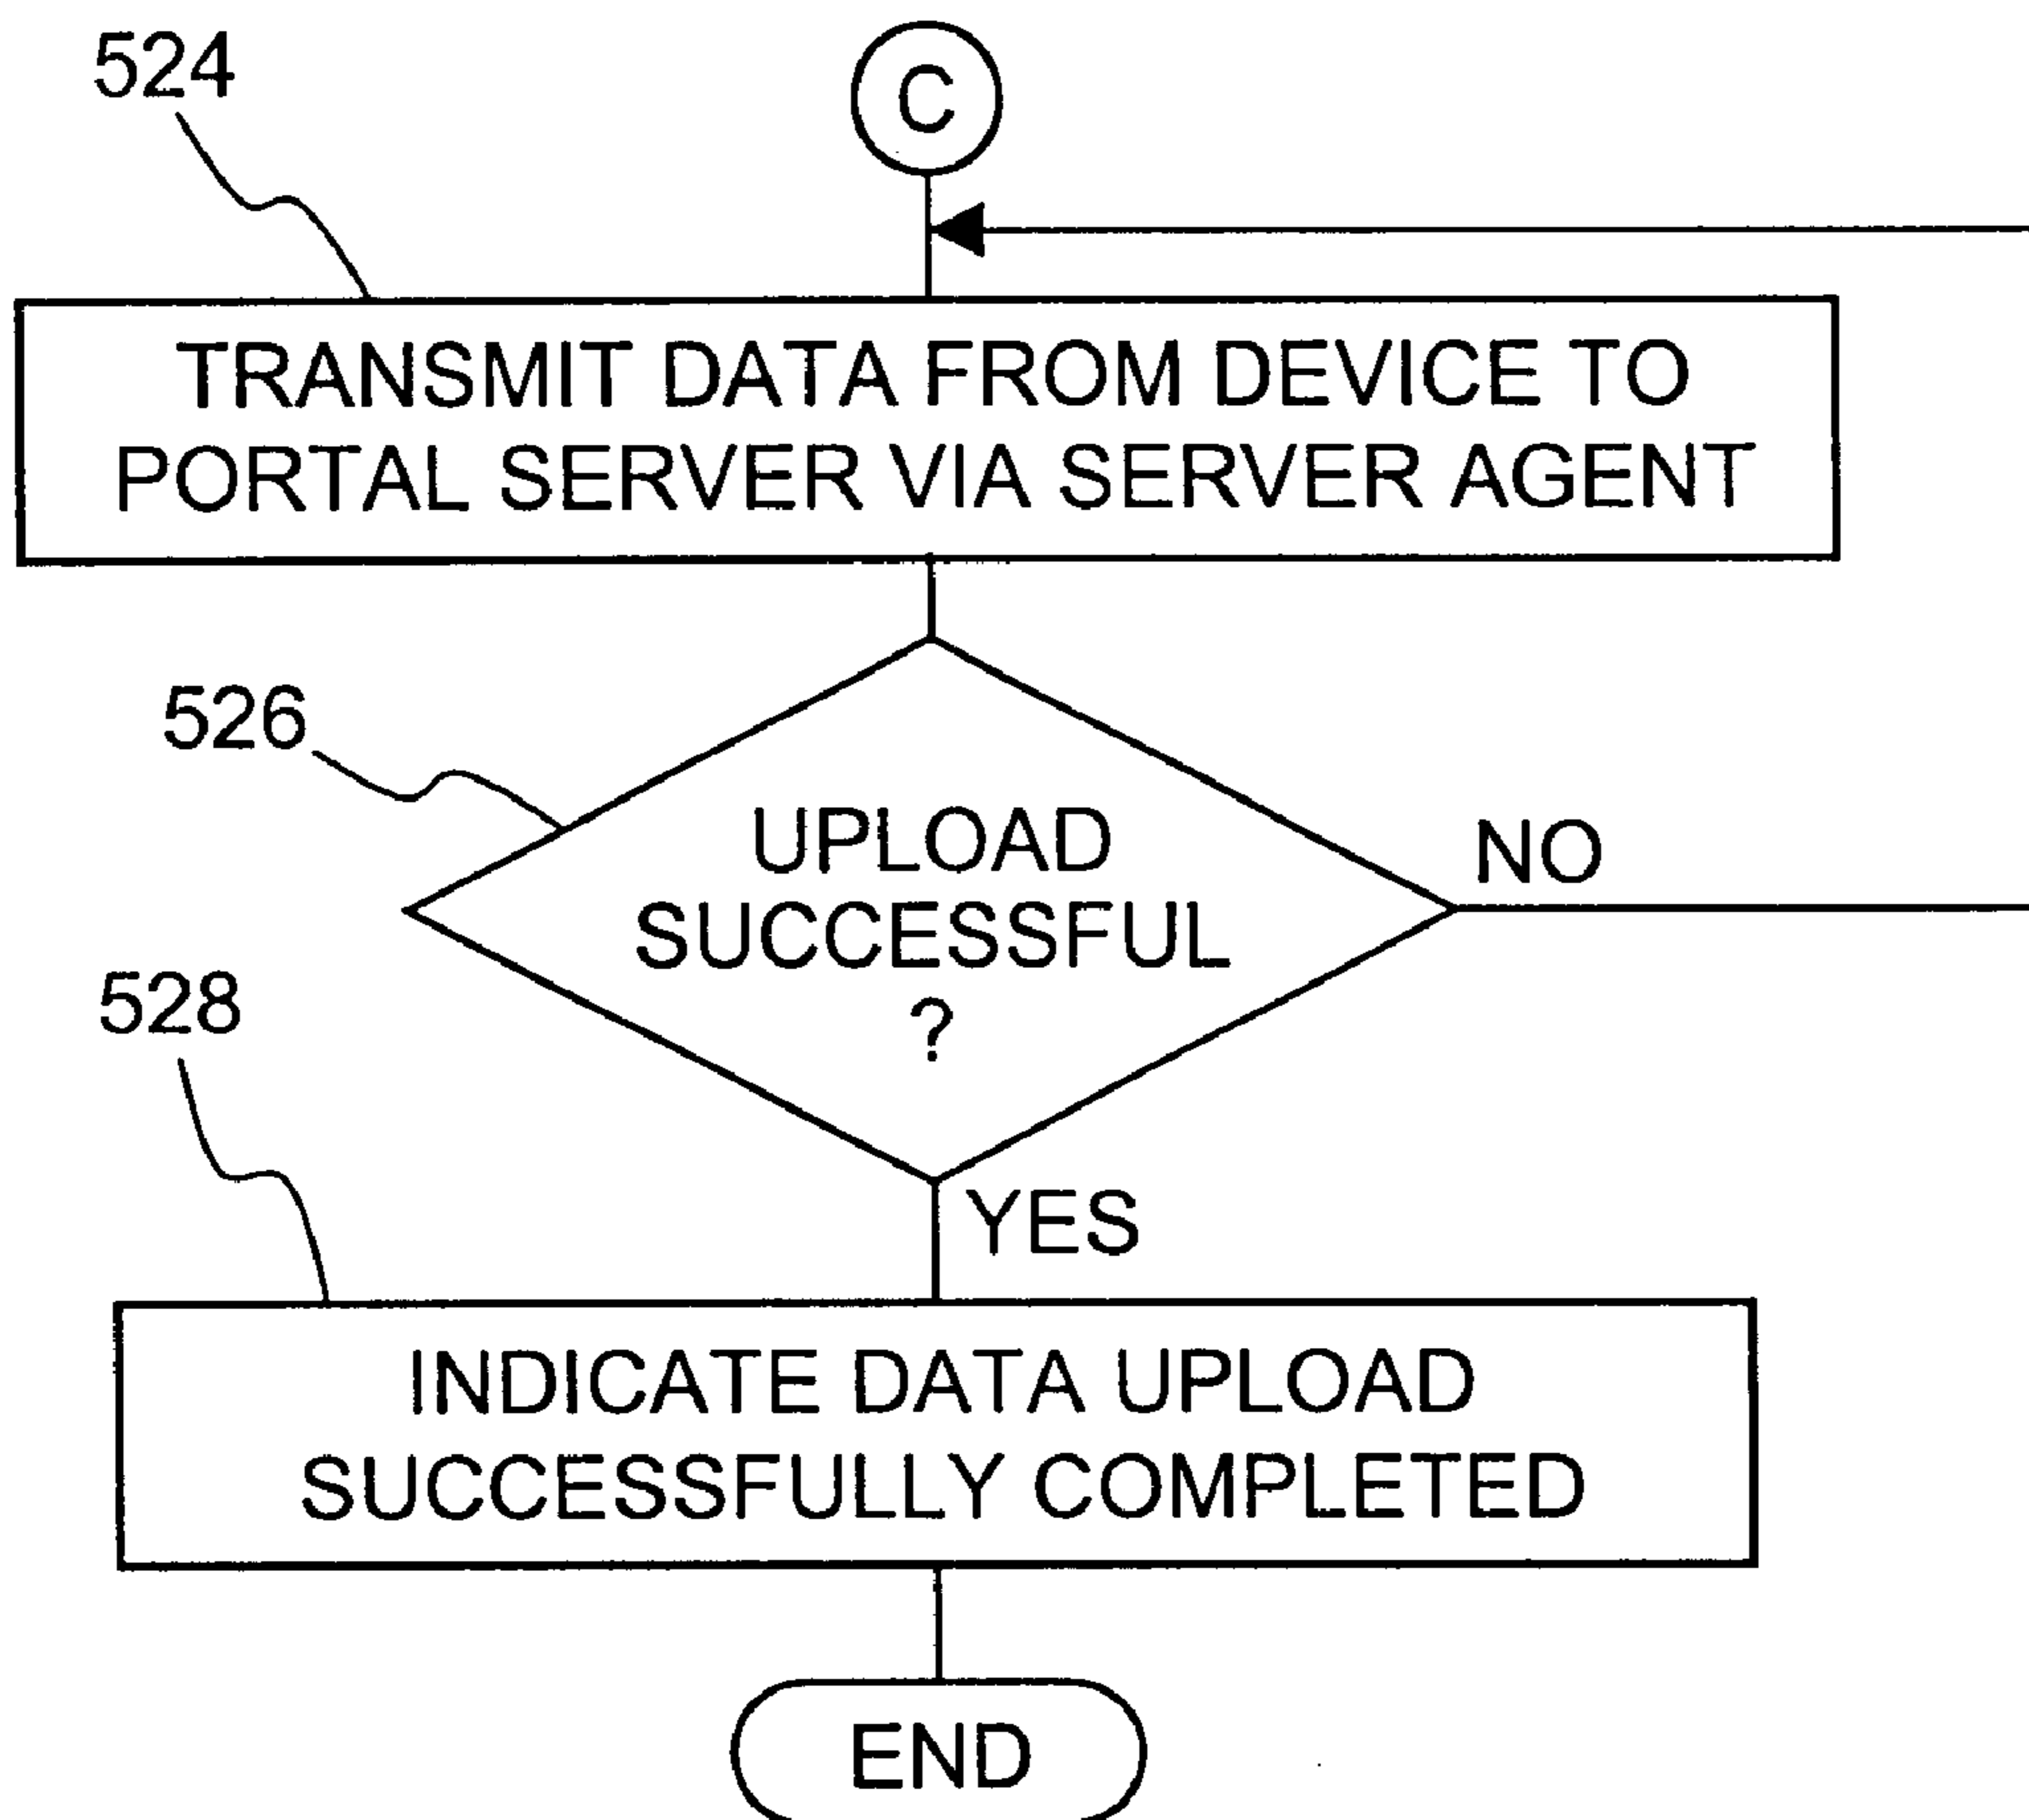 524
C
TRANSMIT DATA FROM DEVICE TO
PORTAL SERVER VIA SERVER AGENT
526
UPLOAD
SUCCESSFUL
?
NO
528
YES
INDICATE DATA UPLOAD
SUCCESSFULLY COMPLETED
END